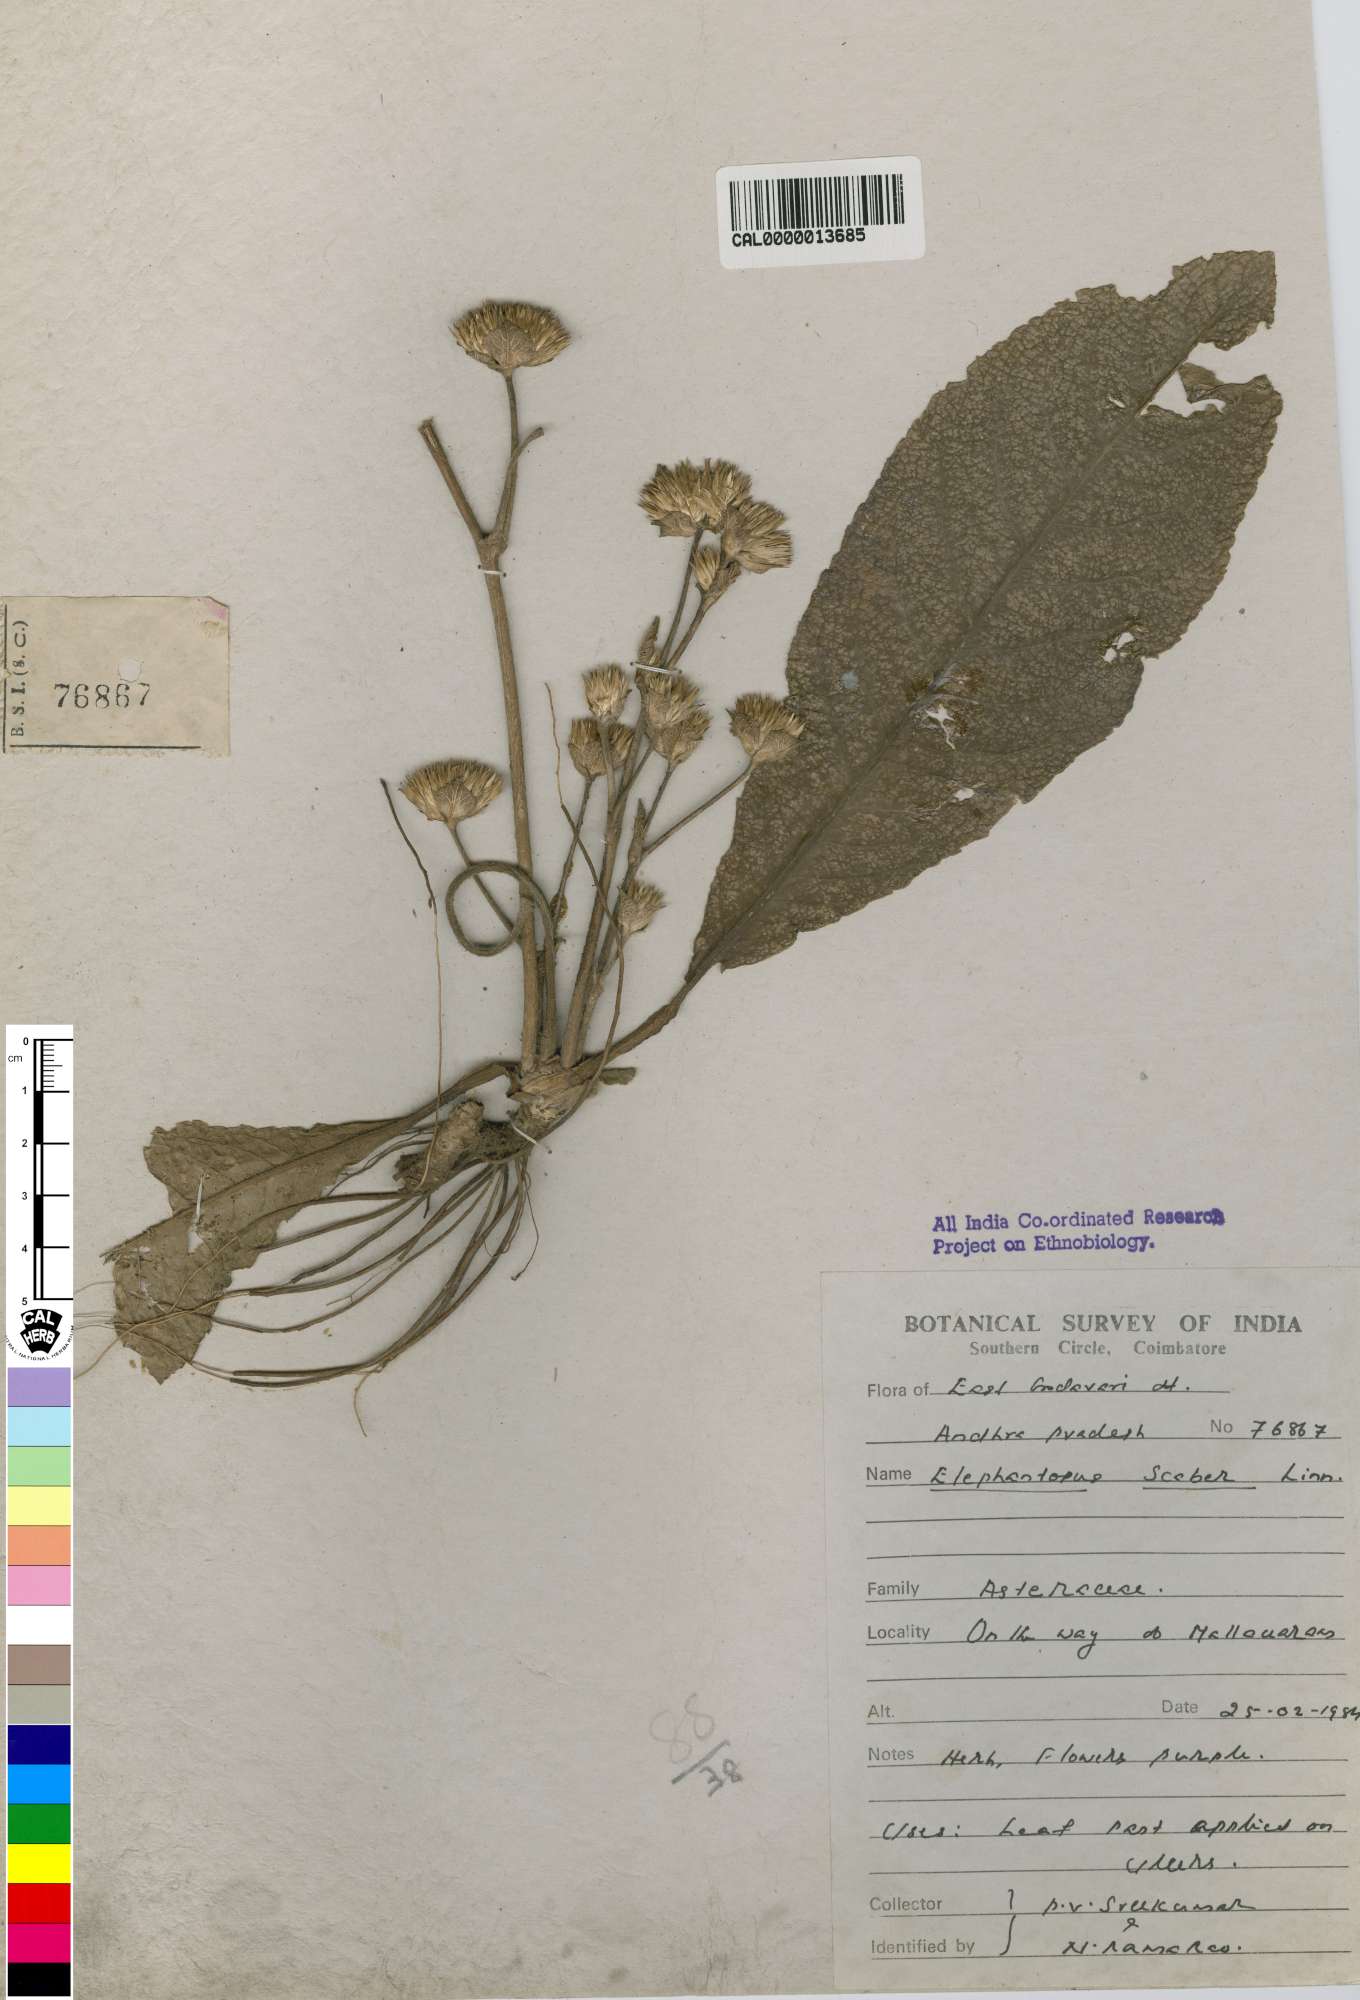 CAL0000013685
B. S. I. (S. C.)
76867
0
cm
1
2
3
4
5
CAL
HERB
All India Co.ordinated Research
Project on Ethnobiology.
BOTANICAL SURVEY OF INDIA
Southern Circle, Coimbatore
Flora of East Godavari dt.
Andhra pradesh No 76867
Name Elephantopus Scaber Linn.
Family Asteraceae.
Locality On the way to
Alt. Date 25-02-1984
Notes Herb, Flowers purple.
Uses: Leaf past applied on
Ulcers.
Collector } P.V. Sreekumar
&
Identified by N. Ramarao.
88/38